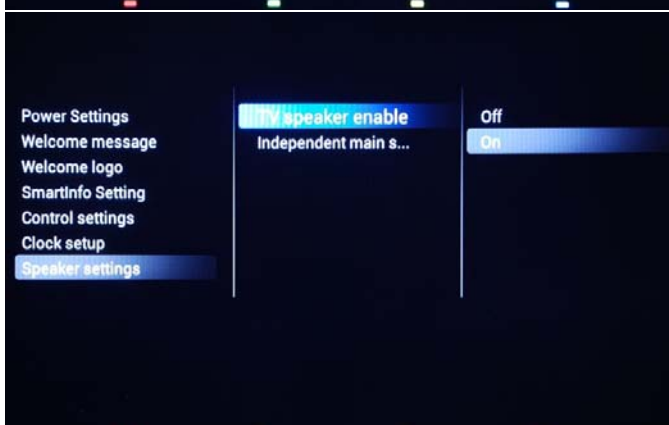 Power Settings
Welcome message
Welcome logo
SmartInfo Setting
Control settings
Clock setup
Speaker settings
TV speaker enable
Independent main s...
Off
On